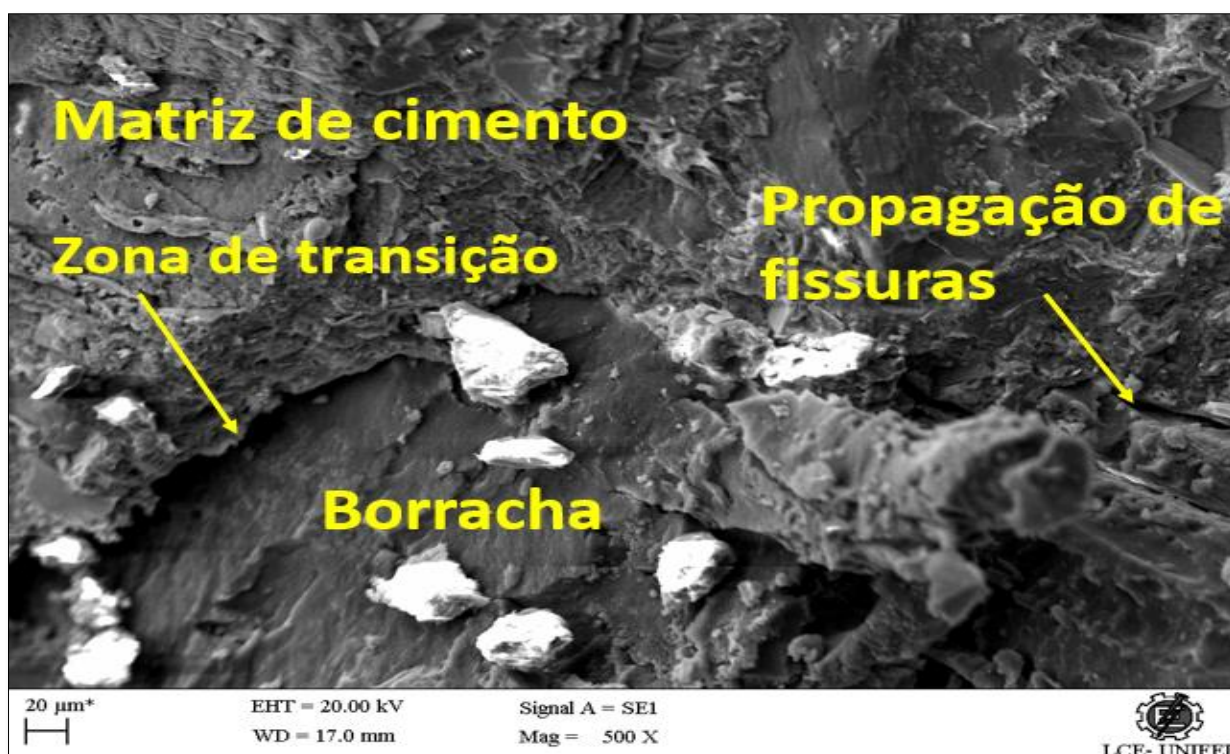 Matriz de cimento
Zona de transição
Propagação de
fissuras
Borracha
20 µm*
EHT = 20.00 kV
Signal A = SE1
WD = 17.0 mm
Mag = 500 X